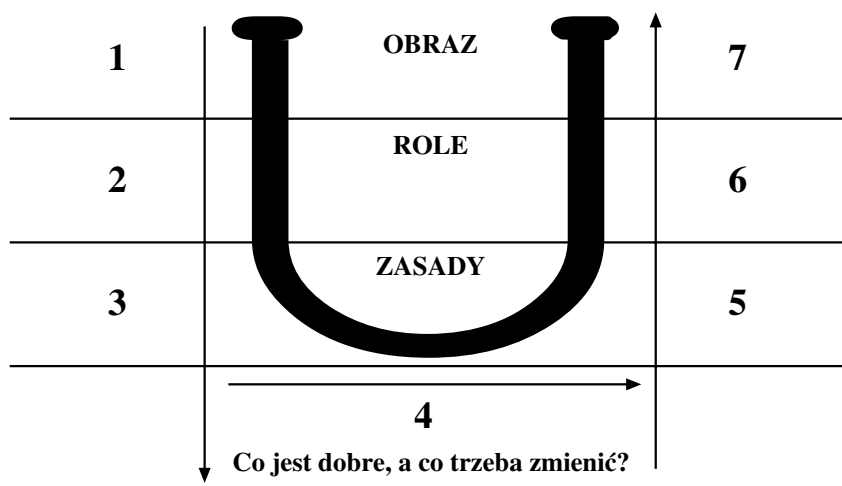 1 OBRAZ 7
2 ROLE 6
3 ZASADY 5
4
Co jest dobre, a co trzeba zmienić?